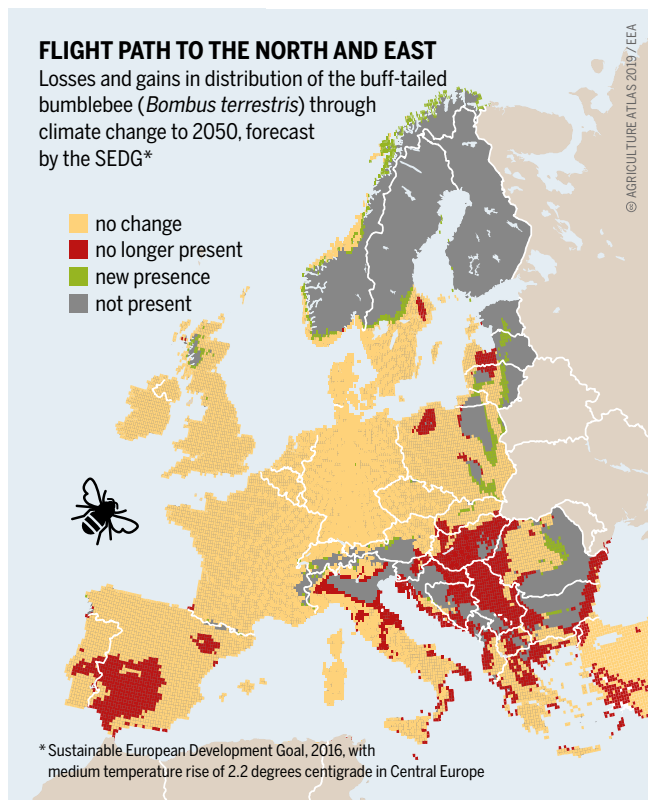 FLIGHT PATH TO THE NORTH AND EAST
Losses and gains in distribution of the buff-tailed
bumblebee (Bombus terrestris) through
climate change to 2050, forecast
by the SEDG*
no change
no longer present
new presence
not present
© AGRICULTURE ATLAS 2019 / EEA
* Sustainable European Development Goal, 2016, with
medium temperature rise of 2.2 degrees centigrade in Central Europe